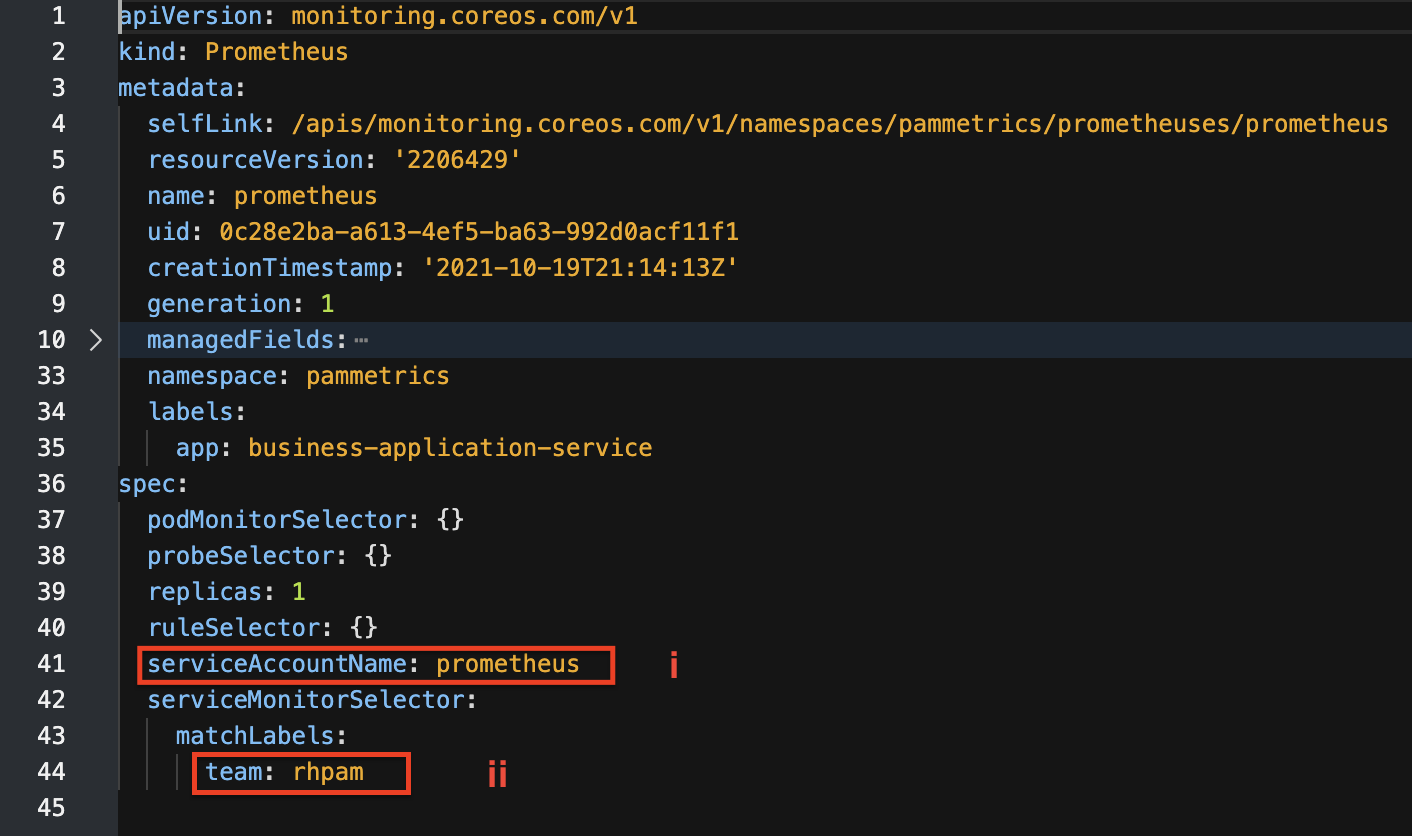 1 apiVersion: monitoring.coreos.com/v1
2 kind: Prometheus
3 metadata:
4   selfLink: /apis/monitoring.coreos.com/v1/namespaces/pammetrics/prometheuses/prometheus
5   resourceVersion: '2206429'
6   name: prometheus
7   uid: 0c28e2ba-a613-4ef5-ba63-992d0acf11f1
8   creationTimestamp: '2021-10-19T21:14:13Z'
9   generation: 1
10   managedFields:⋯
33   namespace: pammetrics
34   labels:
35     app: business-application-service
36 spec:
37   podMonitorSelector: {}
38   probeSelector: {}
39   replicas: 1
40   ruleSelector: {}
41   serviceAccountName: prometheus i
42   serviceMonitorSelector:
43     matchLabels:
44       team: rhpam ii
45